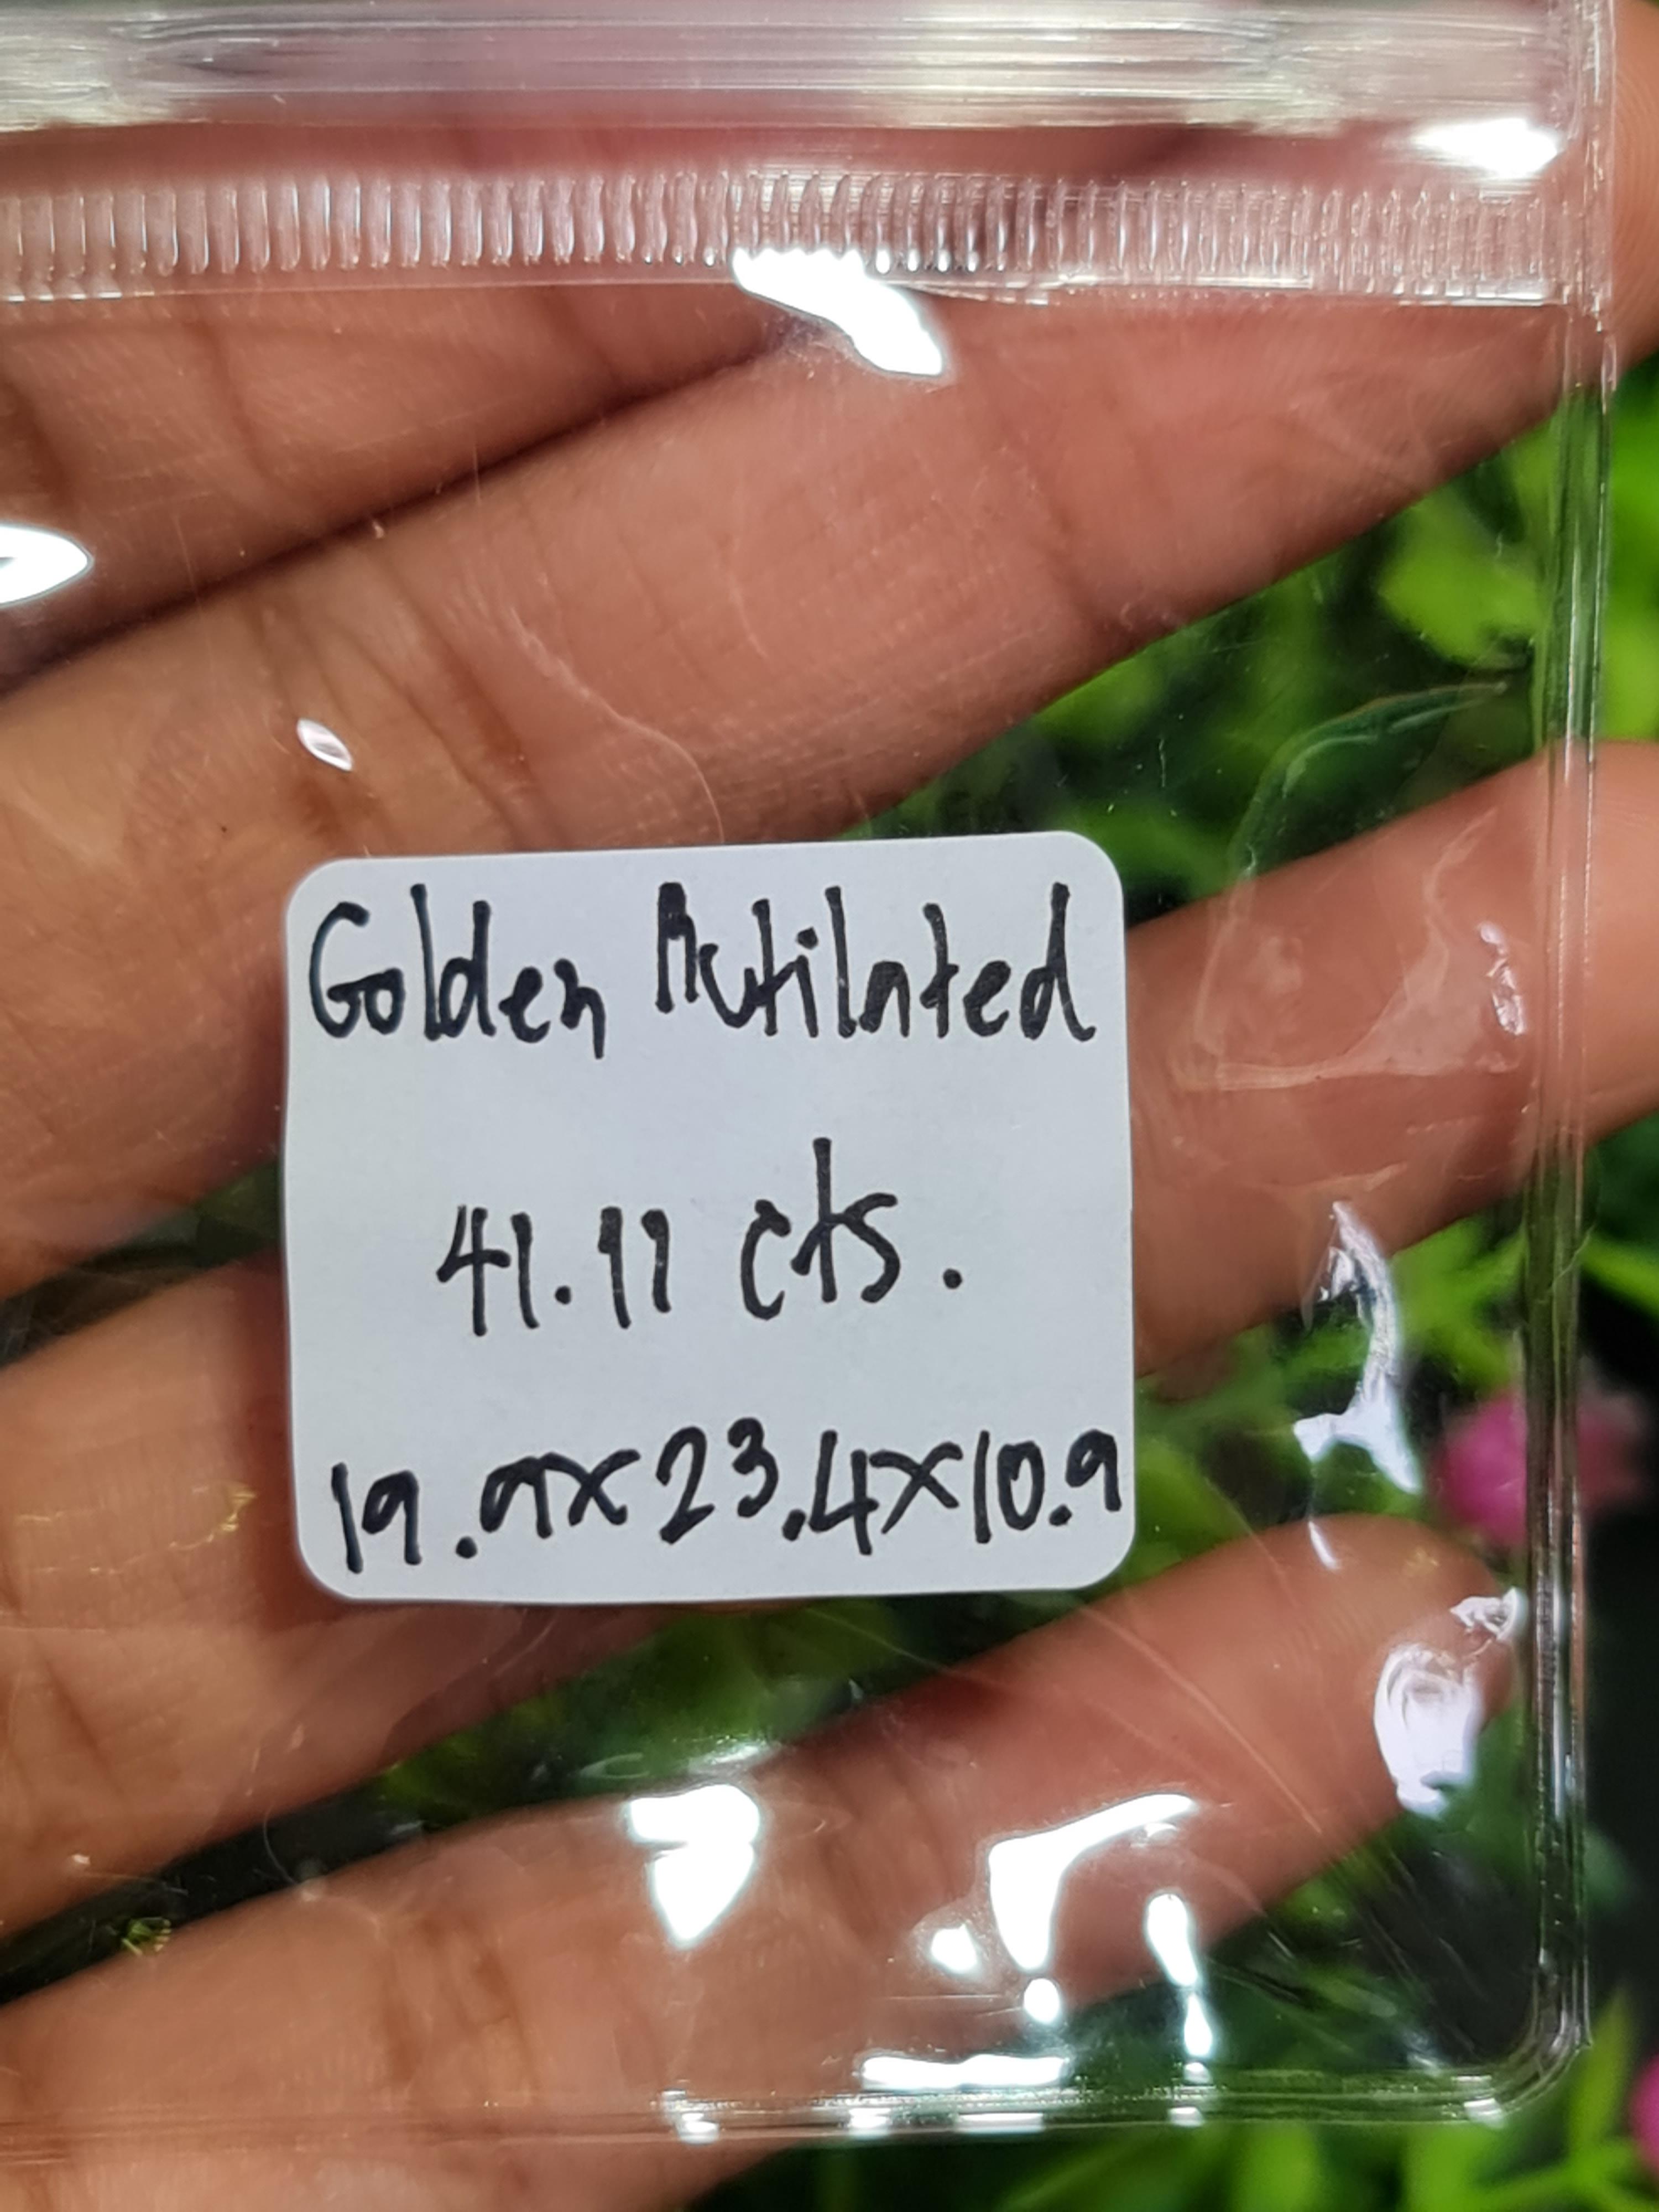 Golden Rutilated
41.11 cts.
19.9x23.4x10.9